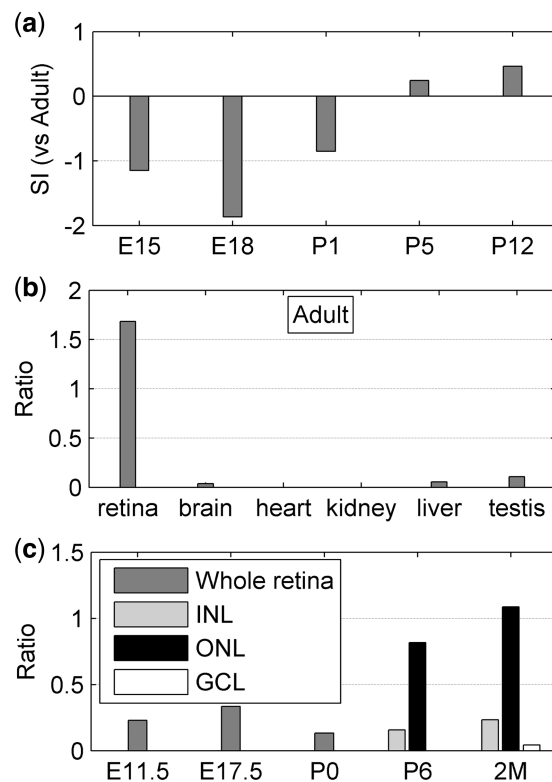 (a)
1
0
-1
-2
SI (vs Adult)
E15 E18 P1 P5 P12
(b)
2
1.5
1
0.5
0
Ratio
Adult
retina brain heart kidney liver testis
(c)
1.5
1
0.5
0
Ratio
Whole retina
INL
ONL
GCL
E11.5 E17.5 P0 P6 2M